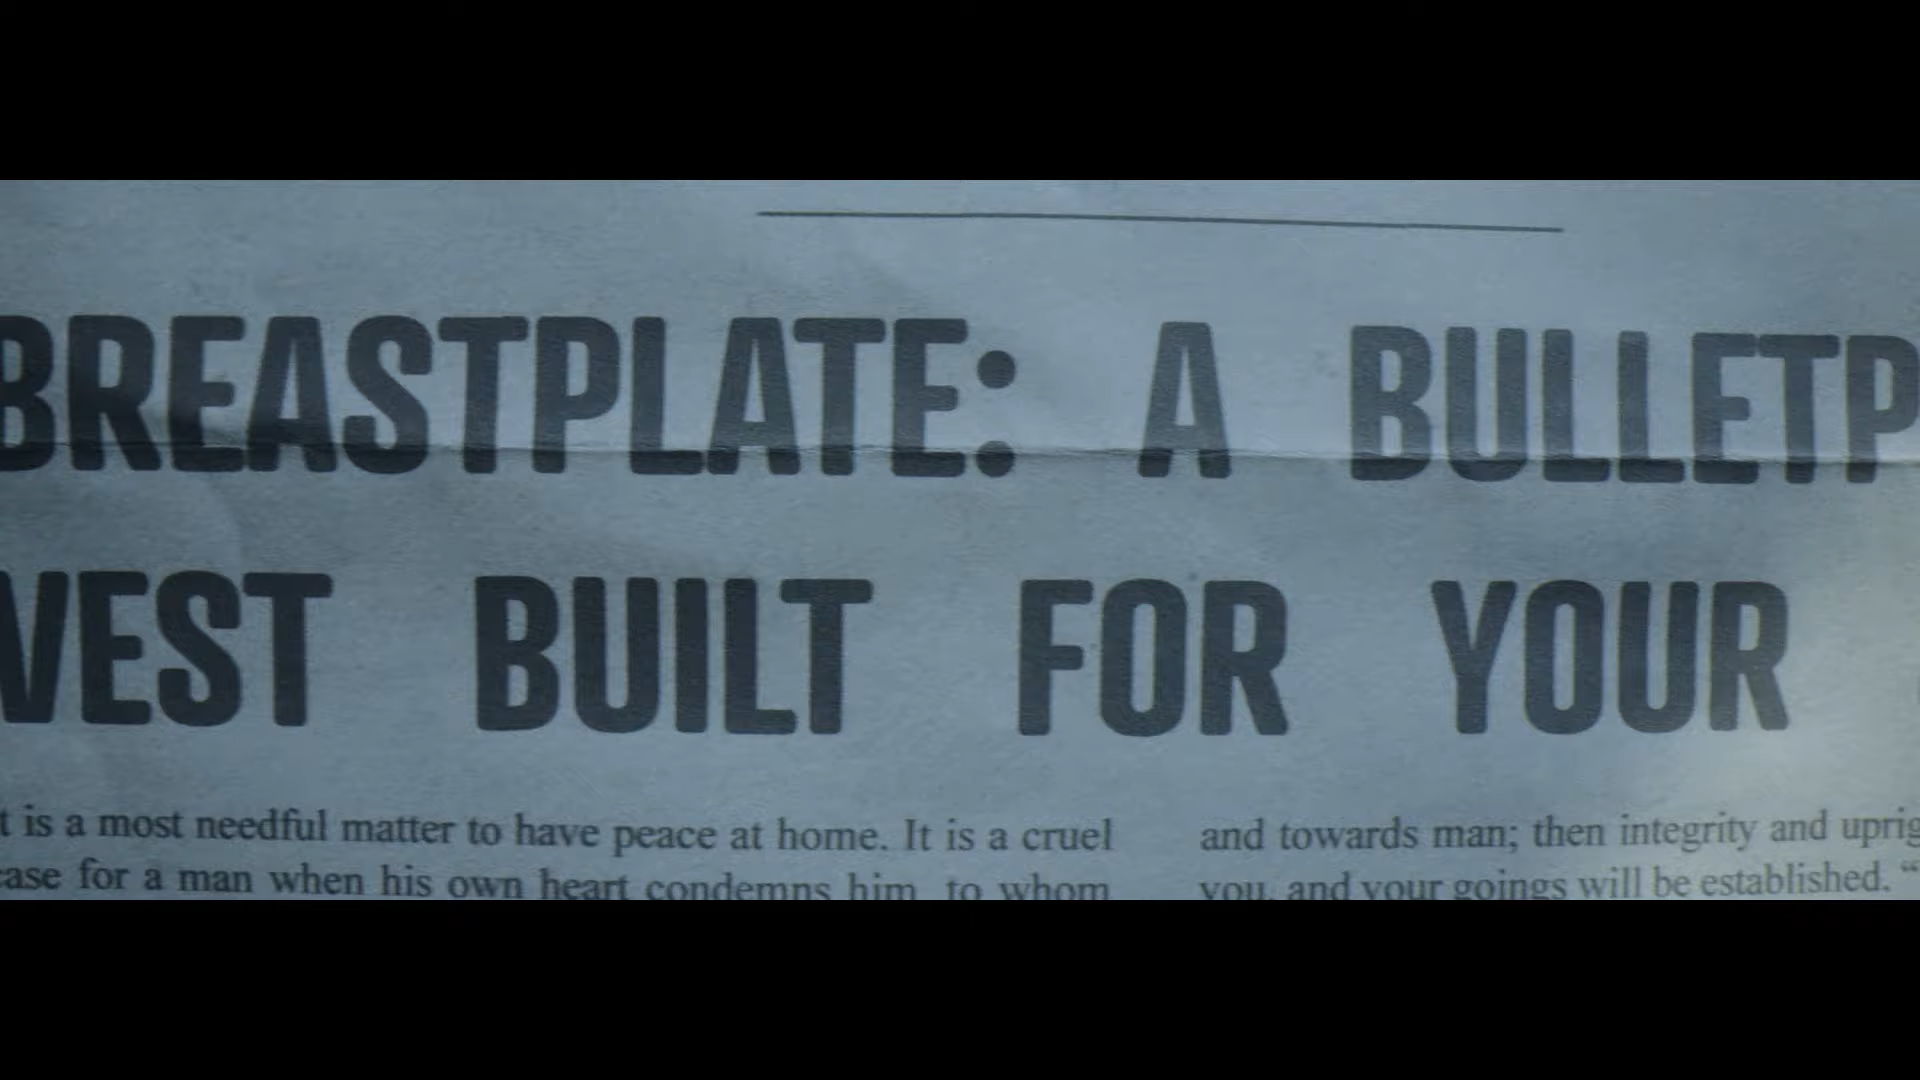 BREASTPLATE: A BULLETP
VEST BUILT FOR YOUR
t is a most needful matter to have peace at home. It is a cruel
case for a man when his own heart condemns him, to whom
and towards man; then integrity and uprig
you, and your goings will be established. “